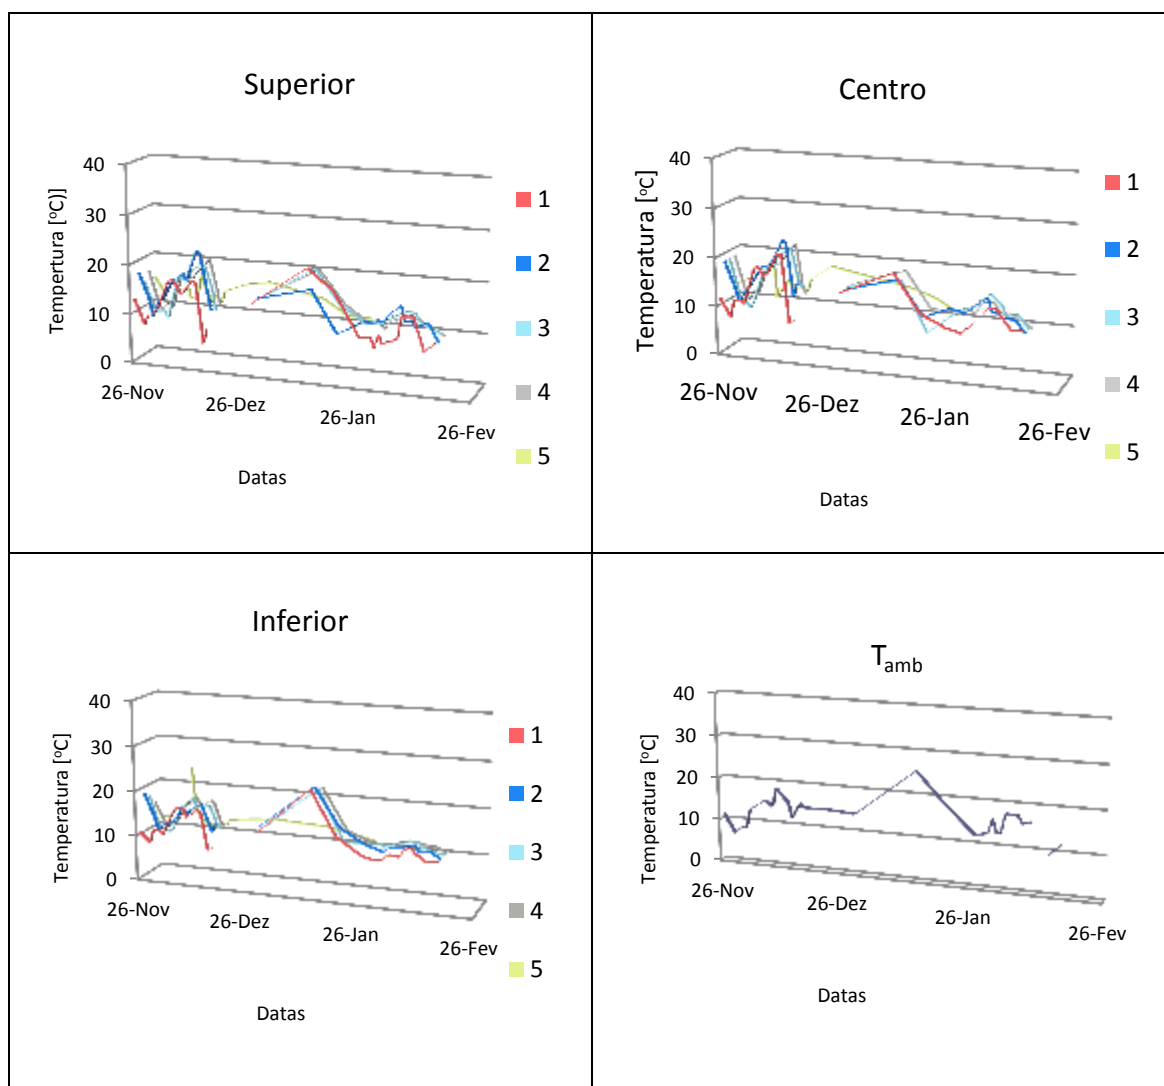 Superior
Tempertura [ºC)]
40
30
20
10
0
26-Nov
26-Dez
26-Jan
26-Fev
Datas
1
2
3
4
5
Centro
Temperatura [ºC]
40
30
20
10
0
26-Nov
26-Dez
26-Jan
26-Fev
Datas
1
2
3
4
5
Inferior
Temperatura [ºC]
40
30
20
10
0
26-Nov
26-Dez
26-Jan
26-Fev
Datas
1
2
3
4
5
Tamb
Temperatura [ºC]
40
30
20
10
0
26-Nov
26-Dez
26-Jan
26-Fev
Datas